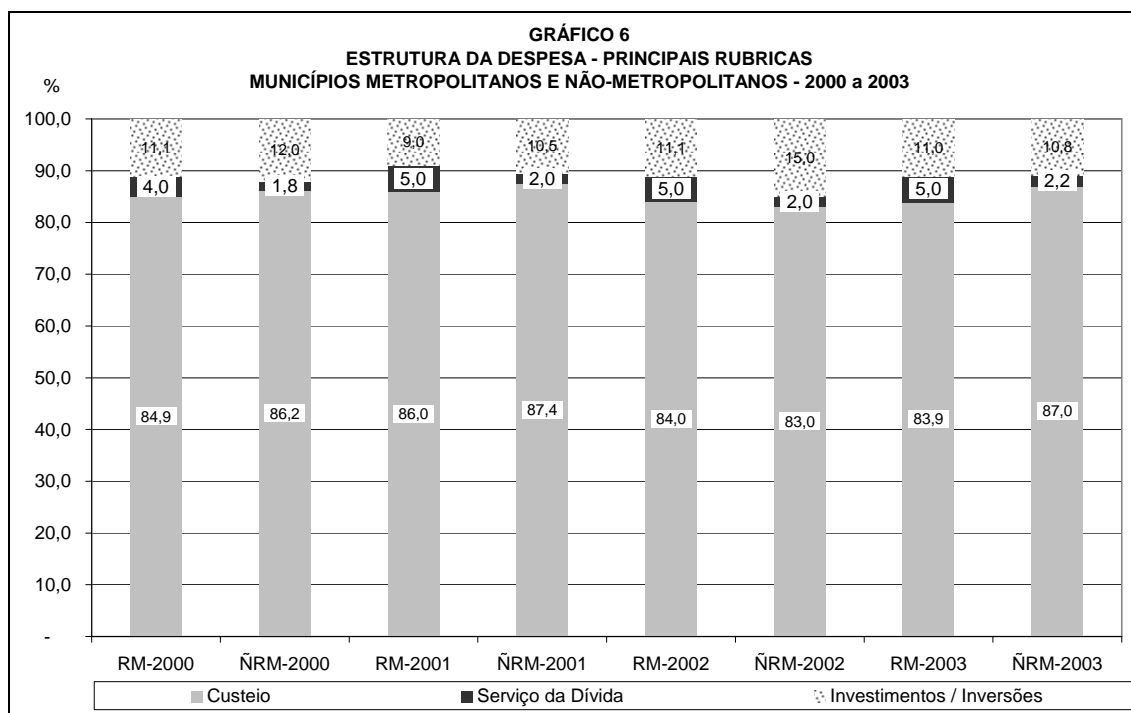 GRÁFICO 6
ESTRUTURA DA DESPESA - PRINCIPAIS RUBRICAS
MUNICÍPIOS METROPOLITANOS E NÃO-METROPOLITANOS - 2000 a 2003
%
100,0
90,0
80,0
70,0
60,0
50,0
40,0
30,0
20,0
10,0
-
11,1 12,0 9,0 10,5 11,1 15,0 11,0 10,8
4,0 1,8 5,0 2,0 5,0 2,0 5,0 2,2
84,9 86,2 86,0 87,4 84,0 83,0 83,9 87,0
RM-2000 ÑRM-2000 RM-2001 ÑRM-2001 RM-2002 ÑRM-2002 RM-2003 ÑRM-2003
Custeio Serviço da Dívida Investimentos / Inversões